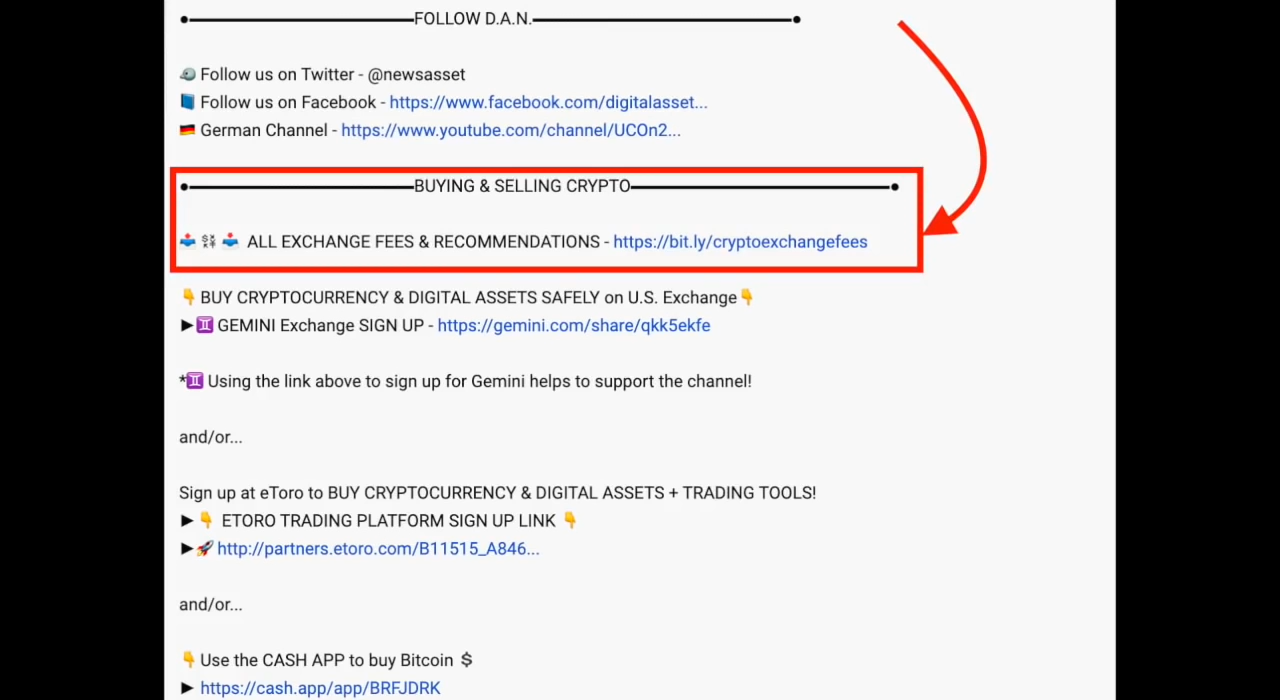 FOLLOW D.A.N.
Follow us on Twitter - @newsasset
Follow us on Facebook - https://www.facebook.com/digitalasset...
German Channel - https://www.youtube.com/channel/UCOn2...
BUYING & SELLING CRYPTO
ALL EXCHANGE FEES & RECOMMENDATIONS - https://bit.ly/cryptoexchangefees
👇 BUY CRYPTOCURRENCY & DIGITAL ASSETS SAFELY on U.S. Exchange👇
►♊ GEMINI Exchange SIGN UP - https://gemini.com/share/qkk5ekfe
*♊ Using the link above to sign up for Gemini helps to support the channel!
and/or...
Sign up at eToro to BUY CRYPTOCURRENCY & DIGITAL ASSETS + TRADING TOOLS!
►👇 ETORO TRADING PLATFORM SIGN UP LINK 👇
►🚀 http://partners.etoro.com/B11515_A846...
and/or...
👇 Use the CASH APP to buy Bitcoin 💲
► https://cash.app/app/BRFJDRK